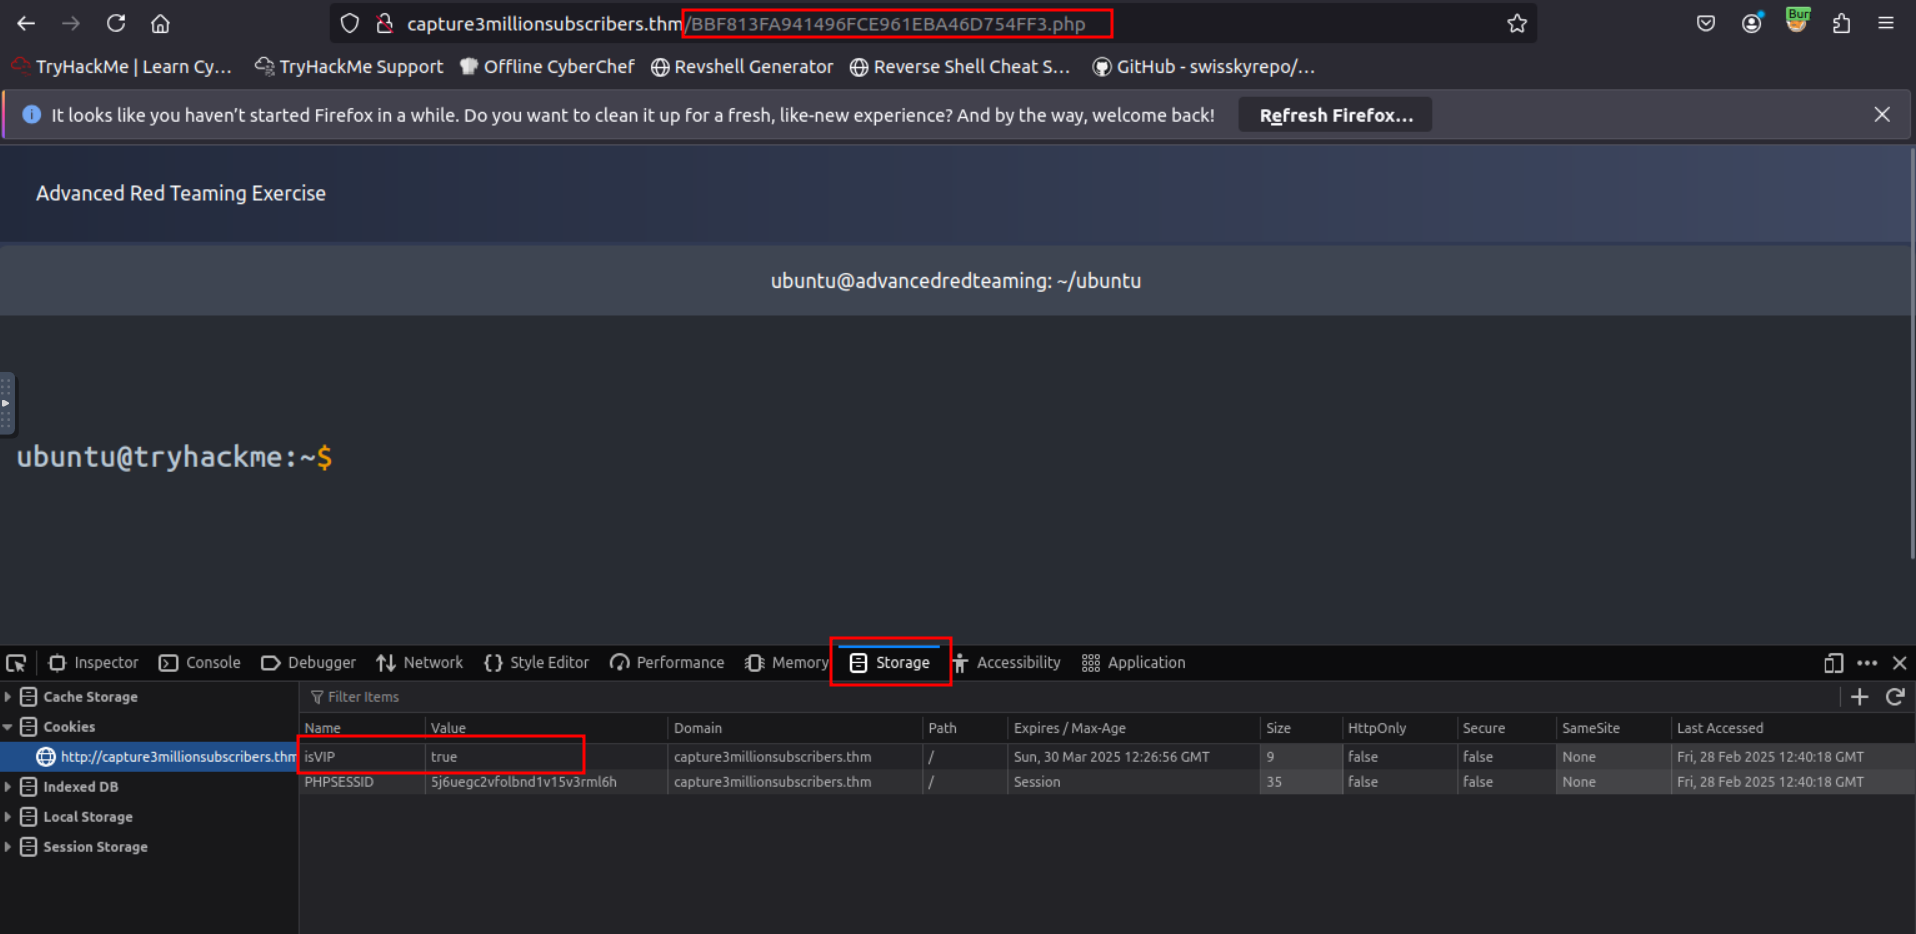 capture3millionsubscribers.thm/BBF813FA941496FCE961EBA46D754FF3.php
Bur
TryHackMe | Learn Cy… TryHackMe Support Offline CyberChef Revshell Generator Reverse Shell Cheat S… GitHub - swisskyrepo/…
It looks like you haven’t started Firefox in a while. Do you want to clean it up for a fresh, like-new experience? And by the way, welcome back! Refresh Firefox…
Advanced Red Teaming Exercise
ubuntu@advancedredteaming: ~/ubuntu
ubuntu@tryhackme:~$
Inspector Console Debugger Network Style Editor Performance Memory Storage Accessibility Application
Cache Storage Filter Items
Cookies Name Value Domain Path Expires / Max-Age Size HttpOnly Secure SameSite Last Accessed
http://capture3millionsubscribers.thm isVIP true capture3millionsubscribers.thm / Sun, 30 Mar 2025 12:26:56 GMT 9 false false None Fri, 28 Feb 2025 12:40:18 GMT
PHPSESSID 5j6uegc2vfolbnd1v15v3rml6h capture3millionsubscribers.thm / Session 35 false false None Fri, 28 Feb 2025 12:40:18 GMT
Indexed DB
Local Storage
Session Storage